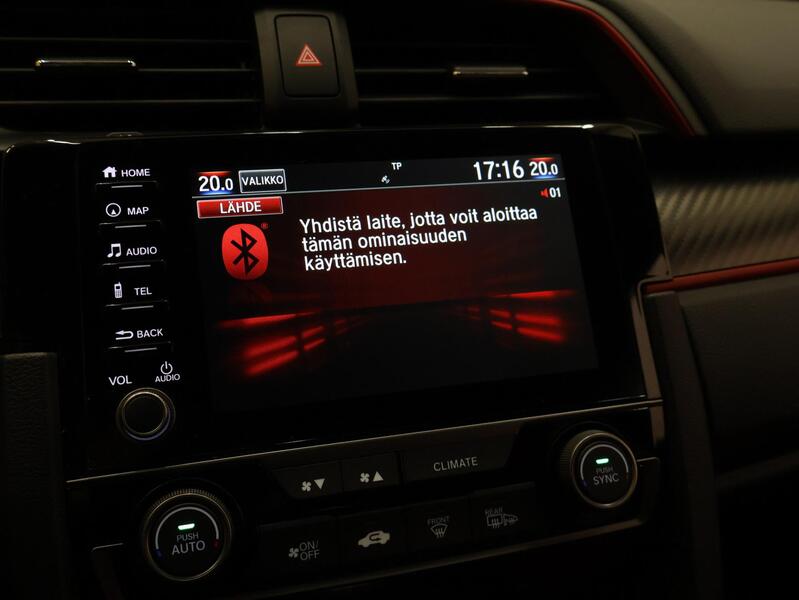 HOME
MAP
AUDIO
TEL
BACK
VOL
AUDIO
20.0 VALIKKO TP 17:16 20.0
LÄHDE 01
Yhdistä laite, jotta voit aloittaa
tämän ominaisuuden
käyttämisen.
®
CLIMATE
PUSH
AUTO
ON/
OFF
FRONT
REAR
PUSH
SYNC